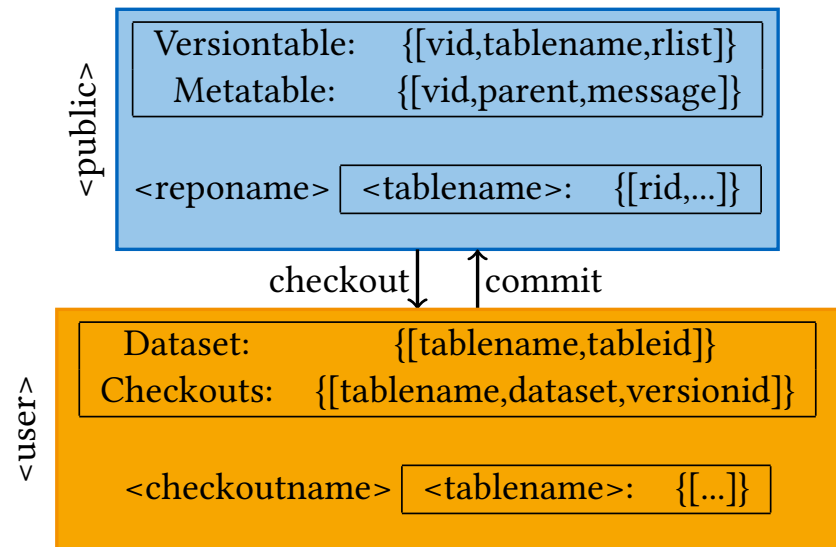 <public>
Versiontable: {[vid,tablename,rlist]}
Metatable: {[vid,parent,message]}
<reponame> <tablename>: {[rid,...]}
checkout commit
<user>
Dataset: {[tablename,tableid]}
Checkouts: {[tablename,dataset,versionid]}
<checkoutname> <tablename>: {[...]}